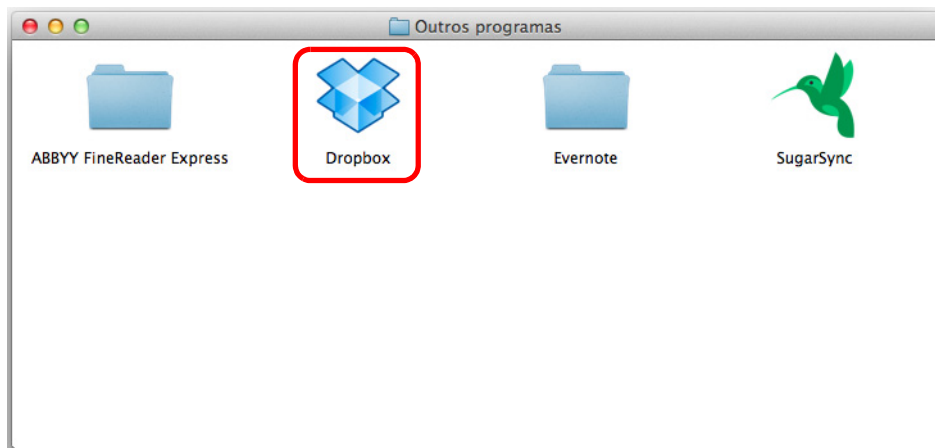 Outros programas
ABBYY FineReader Express
Dropbox
Evernote
SugarSync